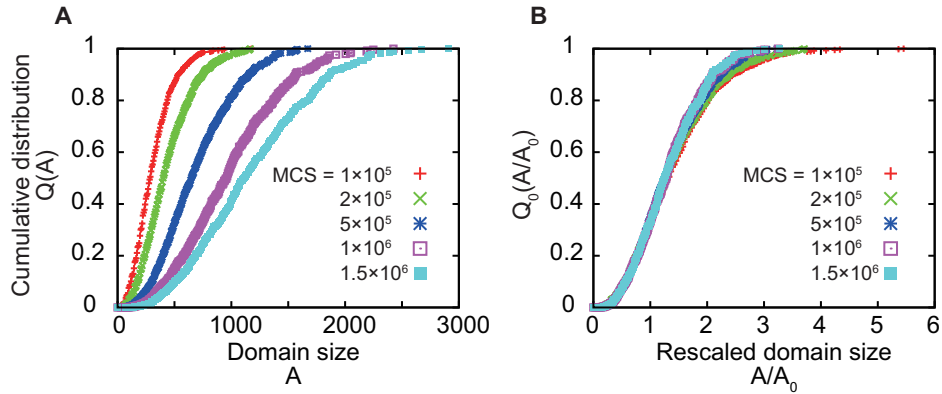 A
Cumulative distribution
Q(A)
1
0.8
0.6
0.4
0.2
0
MCS = 1×10⁵
2×10⁵
5×10⁵
1×10⁶
1.5×10⁶
0 1000 2000 3000
Domain size
A
B
Q₀(A/A₀)
1
0.8
0.6
0.4
0.2
0
MCS = 1×10⁵
2×10⁵
5×10⁵
1×10⁶
1.5×10⁶
0 1 2 3 4 5 6
Rescaled domain size
A/A₀